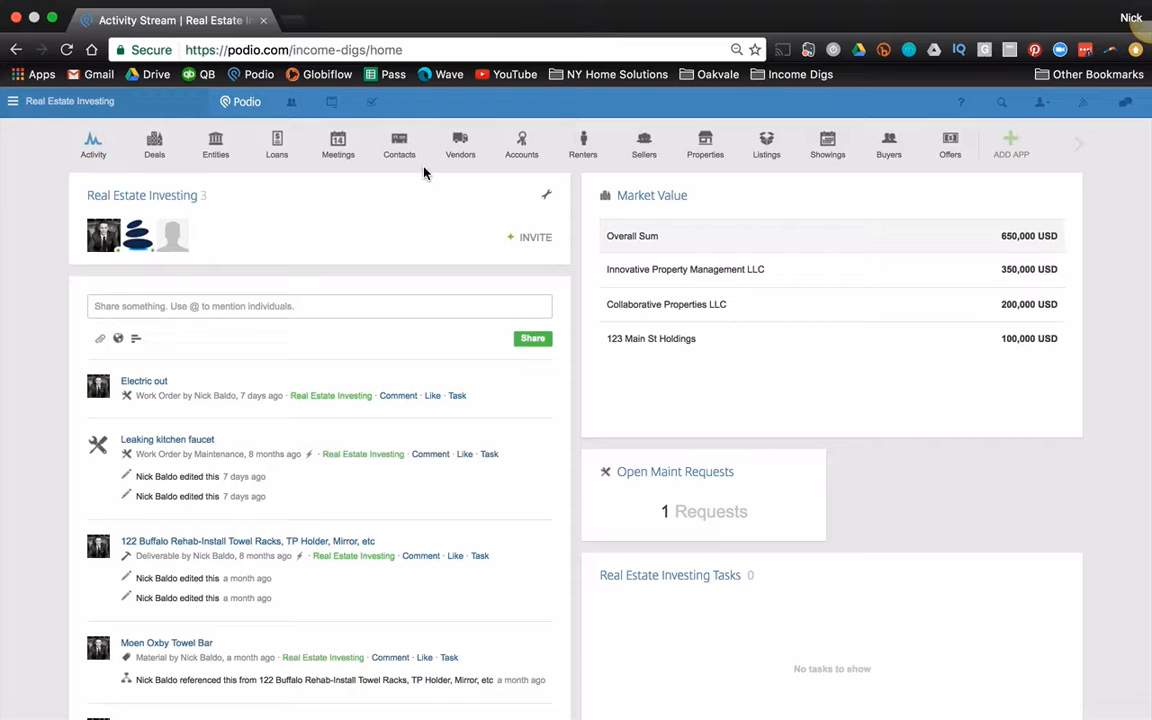 Activity Stream | Real Estate In
Nick
Secure https://podio.com/income-digs/home
Apps Gmail Drive QB Podio Globiflow Pass Wave YouTube NY Home Solutions Oakvale Income Digs Other Bookmarks
Real Estate Investing Podio
Activity Deals Entities Loans Meetings Contacts Vendors Accounts Renters Sellers Properties Listings Showings Buyers Offers ADD APP
Real Estate Investing 3
+ INVITE
Share something. Use @ to mention individuals.
Share
Electric out
Work Order by Nick Baldo, 7 days ago · Real Estate Investing · Comment · Like · Task
Leaking kitchen faucet
Work Order by Maintenance, 8 months ago · Real Estate Investing · Comment · Like · Task
Nick Baldo edited this 7 days ago
Nick Baldo edited this 7 days ago
122 Buffalo Rehab-Install Towel Racks, TP Holder, Mirror, etc
Deliverable by Nick Baldo, 8 months ago · Real Estate Investing · Comment · Like · Task
Nick Baldo edited this a month ago
Nick Baldo edited this a month ago
Moen Oxby Towel Bar
Material by Nick Baldo, a month ago · Real Estate Investing · Comment · Like · Task
Nick Baldo referenced this from 122 Buffalo Rehab-Install Towel Racks, TP Holder, Mirror, etc a month ago
Market Value
Overall Sum 650,000 USD
Innovative Property Management LLC 350,000 USD
Collaborative Properties LLC 200,000 USD
123 Main St Holdings 100,000 USD
Open Maint Requests
1 Requests
Real Estate Investing Tasks 0
No tasks to show